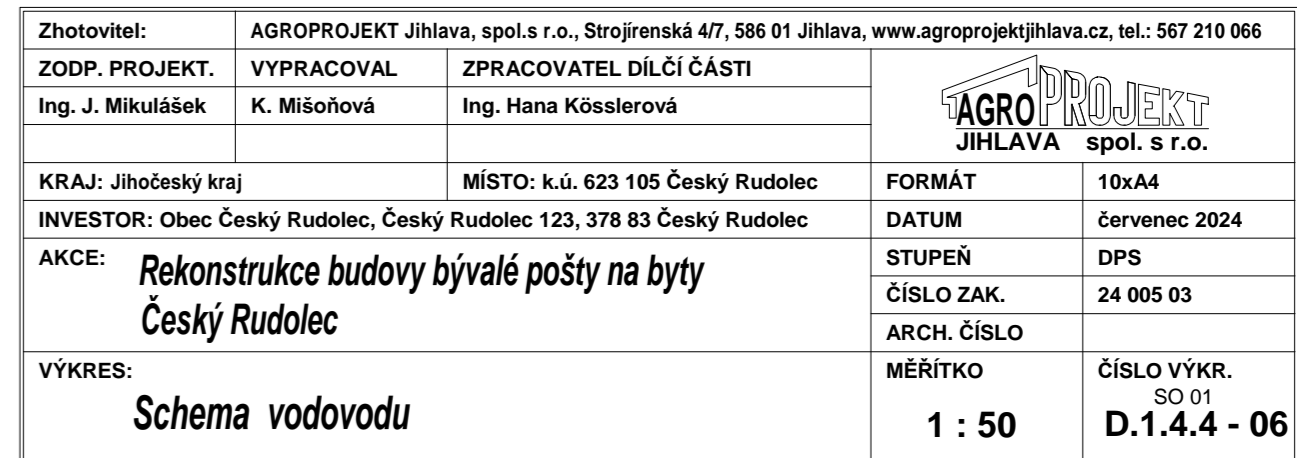 Zhotovitel: AGROPROJEKT Jihlava, spol.s r.o., Strojírenská 4/7, 586 01 Jihlava, www.agroprojektjihlava.cz, tel.: 567 210 066
ZODP. PROJEKT. VYPRACOVAL ZPRACOVATEL DÍLČÍ ČÁSTI
Ing. J. Mikulášek K. Mišoňová Ing. Hana Kösslerová
AGROPROJEKT
JIHLAVA spol. s r.o.
KRAJ: Jihočeský kraj MÍSTO: k.ú. 623 105 Český Rudolec FORMÁT 10xA4
INVESTOR: Obec Český Rudolec, Český Rudolec 123, 378 83 Český Rudolec DATUM červenec 2024
AKCE: Rekonstrukce budovy bývalé pošty na byty
Český Rudolec
STUPEŇ DPS
ČÍSLO ZAK. 24 005 03
ARCH. ČÍSLO
VÝKRES:
Schema vodovodu
MĚŘÍTKO
1 : 50
ČÍSLO VÝKR.
SO 01
D.1.4.4 - 06